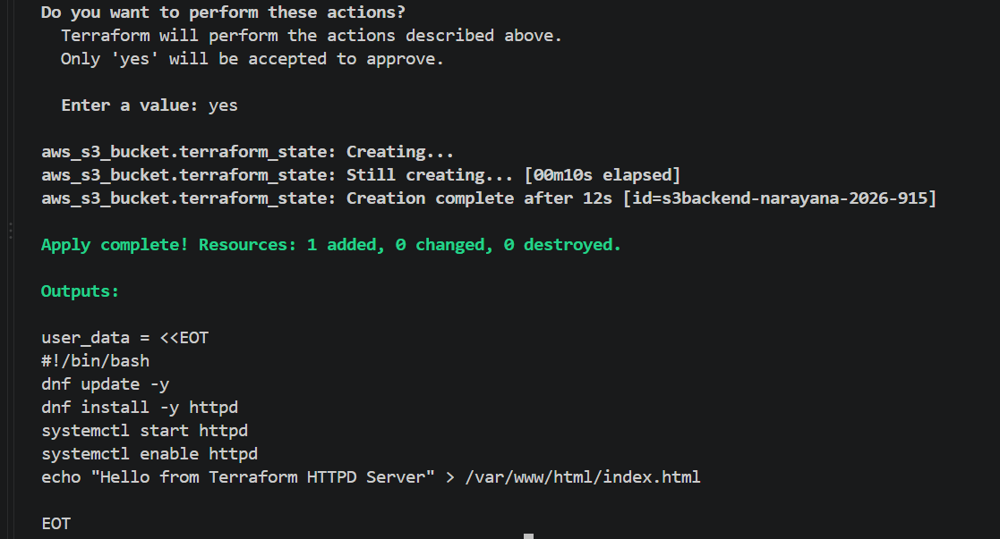 Do you want to perform these actions?
Terraform will perform the actions described above.
Only 'yes' will be accepted to approve.
Enter a value: yes
aws_s3_bucket.terraform_state: Creating...
aws_s3_bucket.terraform_state: Still creating... [00m10s elapsed]
aws_s3_bucket.terraform_state: Creation complete after 12s [id=s3backend-narayana-2026-915]
Apply complete! Resources: 1 added, 0 changed, 0 destroyed.
Outputs:
user_data = <<EOT
#!/bin/bash
dnf update -y
dnf install -y httpd
systemctl start httpd
systemctl enable httpd
echo "Hello from Terraform HTTPD Server" > /var/www/html/index.html
EOT